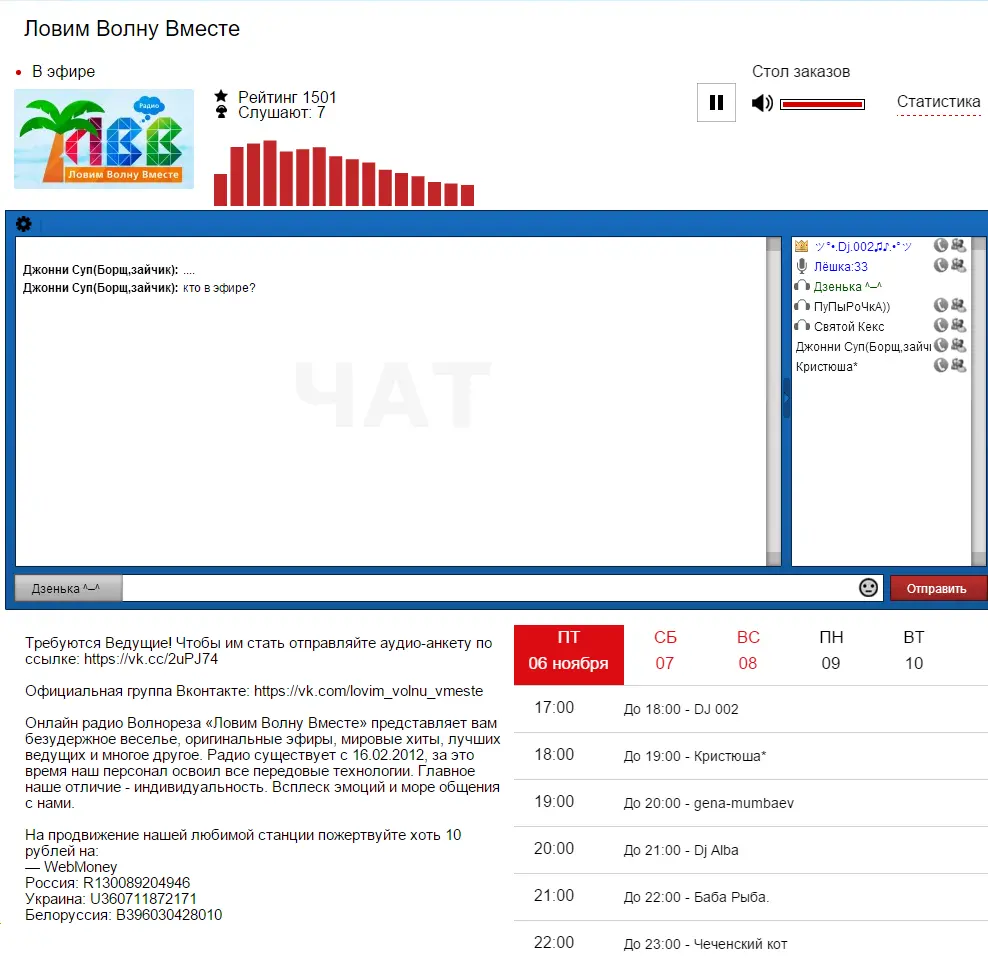 Ловим Волну Вместе
В эфире
Стол заказов
Радио
ЛВВ
Ловим Волну Вместе
Рейтинг 1501
Слушают: 7
Статистика
Джонни Суп(Борщ,зайчик): ....
Джонни Суп(Борщ,зайчик): кто в эфире?
ЧАТ
ツ°•.Dj.002♫♪.•°ツ
Лёшка:33
Дзенька ^–^
ПуПыРоЧкА))
Святой Кекс
Джонни Суп(Борщ,зайчи
Кристюша*
Дзенька ^–^
Отправить
Требуются Ведущие! Чтобы им стать отправляйте аудио-анкету по
ссылке: https://vk.cc/2uPJ74
Официальная группа Вконтакте: https://vk.com/lovim_volnu_vmeste
Онлайн радио Волнореза «Ловим Волну Вместе» представляет вам
безудержное веселье, оригинальные эфиры, мировые хиты, лучших
ведущих и многое другое. Радио существует с 16.02.2012, за это
время наш персонал освоил все передовые технологии. Главное
наше отличие - индивидуальность. Всплеск эмоций и море общения
с нами.
На продвижение нашей любимой станции пожертвуйте хоть 10
рублей на:
— WebMoney
Россия: R130089204946
Украина: U360711872171
Белоруссия: B396030428010
ПТ СБ ВС ПН ВТ
06 ноября 07 08 09 10
17:00 До 18:00 - DJ 002
18:00 До 19:00 - Кристюша*
19:00 До 20:00 - gena-mumbaev
20:00 До 21:00 - Dj Alba
21:00 До 22:00 - Баба Рыба.
22:00 До 23:00 - Чеченский кот